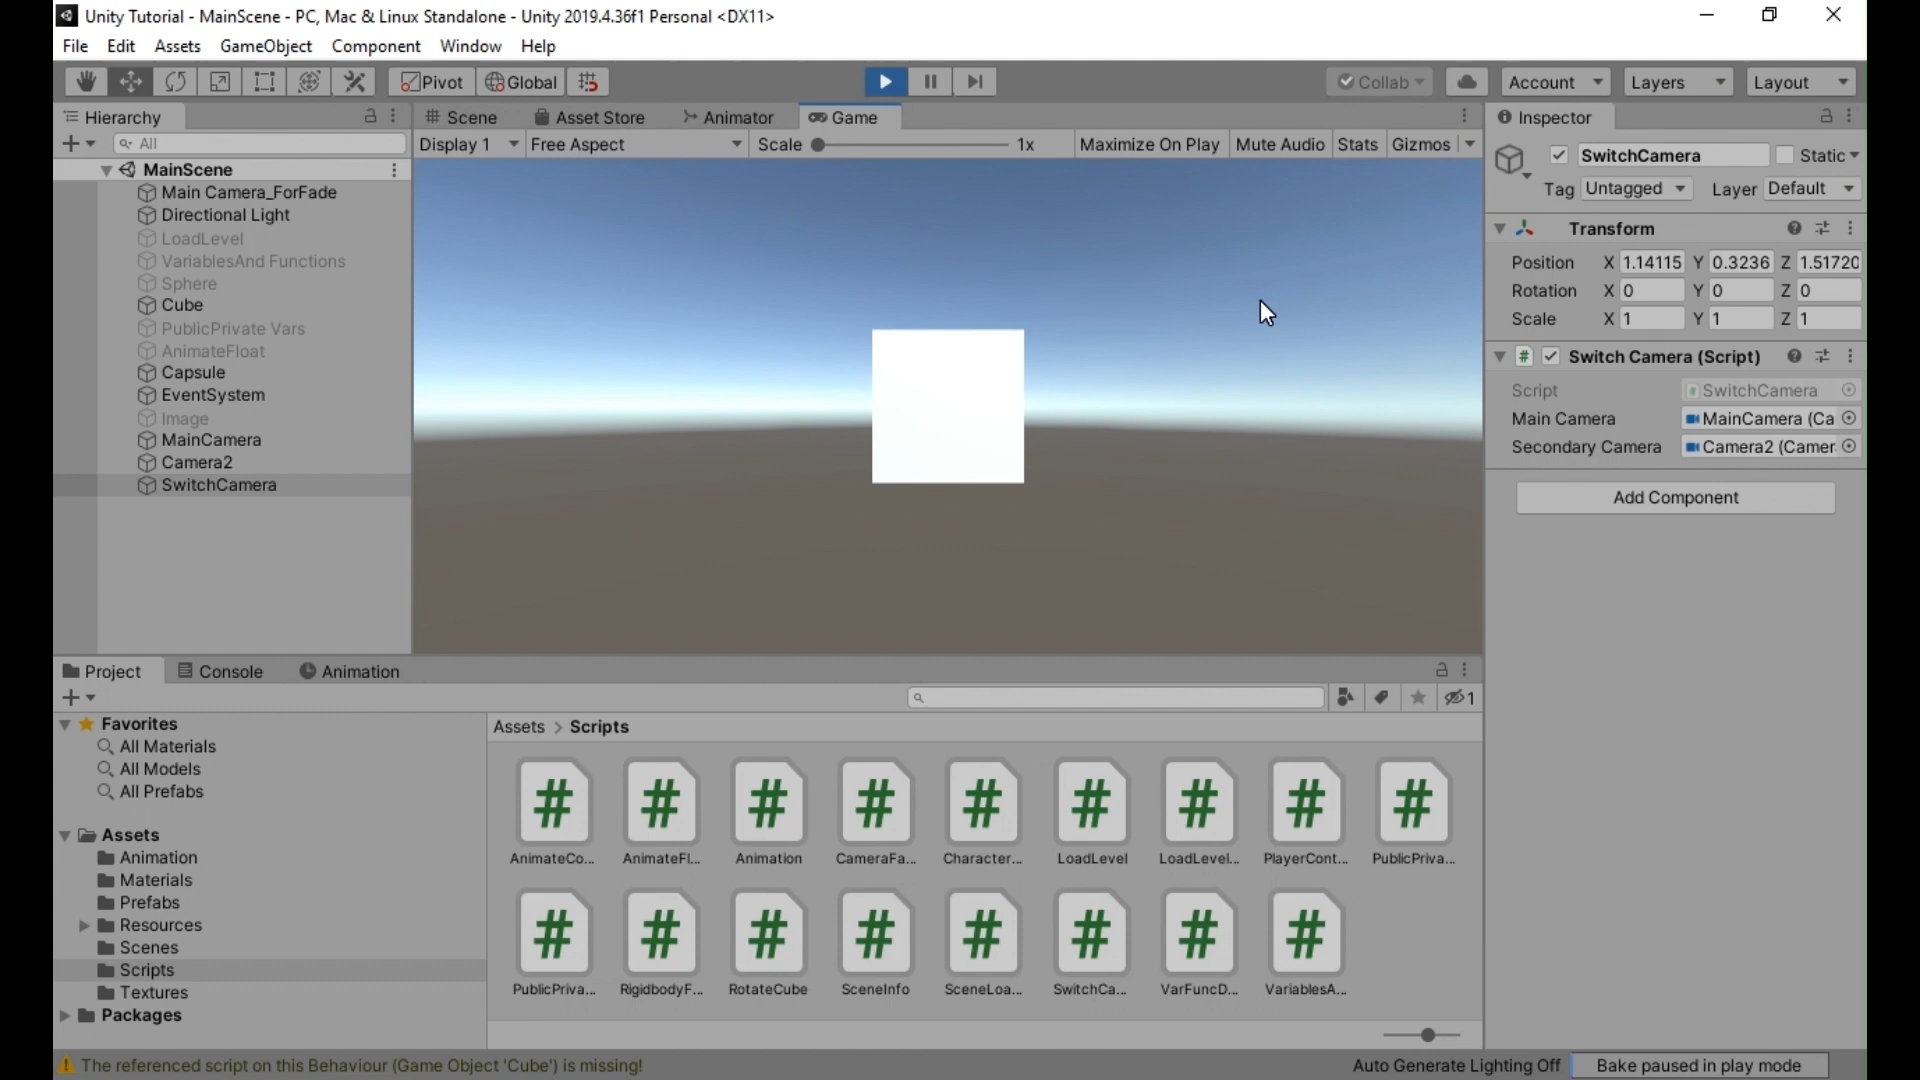 Unity Tutorial - MainScene - PC, Mac & Linux Standalone - Unity 2019.4.36f1 Personal <DX11>
File Edit Assets GameObject Component Window Help
Pivot Global Collab Account Layers Layout
Hierarchy
All
MainScene
Main Camera_ForFade
Directional Light
LoadLevel
VariablesAnd Functions
Sphere
Cube
PublicPrivate Vars
AnimateFloat
Capsule
EventSystem
Image
MainCamera
Camera2
SwitchCamera
Scene Asset Store Animator Game
Display 1 Free Aspect Scale 1x Maximize On Play Mute Audio Stats Gizmos
Inspector
SwitchCamera Static
Tag Untagged Layer Default
Transform
Position X 1.14115 Y 0.3236 Z 1.51720
Rotation X 0 Y 0 Z 0
Scale X 1 Y 1 Z 1
# Switch Camera (Script)
Script SwitchCamera
Main Camera MainCamera (Ca
Secondary Camera Camera2 (Camer
Add Component
Project Console Animation
1
Favorites
All Materials
All Models
All Prefabs
Assets
Animation
Materials
Prefabs
Resources
Scenes
Scripts
Textures
Packages
Assets > Scripts
# # # # # # # # #
AnimateCo... AnimateFl... Animation CameraFa... Character... LoadLevel LoadLevel... PlayerCont... PublicPriva...
# # # # # # # #
PublicPriva... RigidbodyF... RotateCube SceneInfo SceneLoa... SwitchCa... VarFuncD... VariablesA...
The referenced script on this Behaviour (Game Object 'Cube') is missing!
Auto Generate Lighting Off Bake paused in play mode